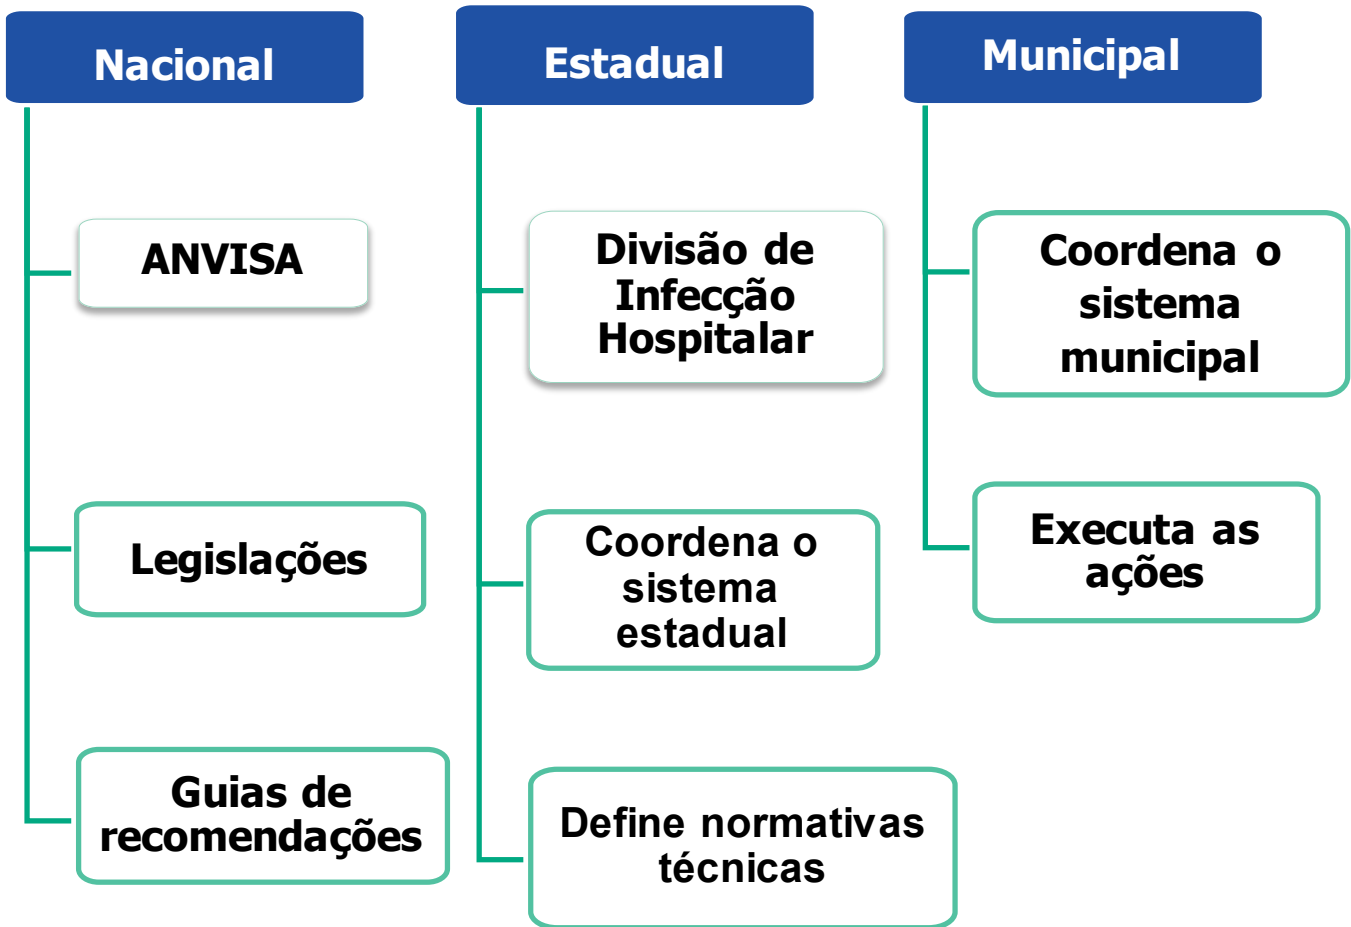 Nacional
ANVISA
Legislações
Guias de
recomendações
Estadual
Divisão de
Infecção
Hospitalar
Coordena o
sistema
estadual
Define normativas
técnicas
Municipal
Coordena o
sistema
municipal
Executa as
ações